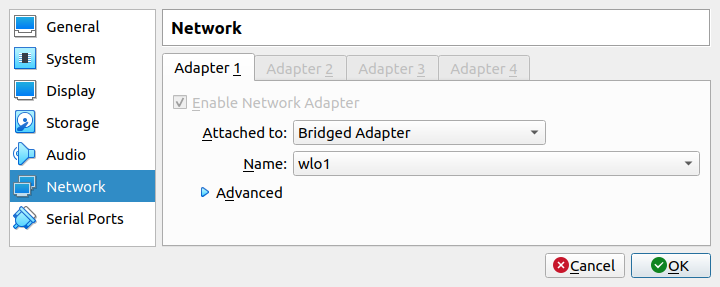 General
System
Display
Storage
Audio
Network
Serial Ports
Network
Adapter 1 Adapter 2 Adapter 3 Adapter 4
Enable Network Adapter
Attached to: Bridged Adapter
Name: wlo1
Advanced
Cancel OK